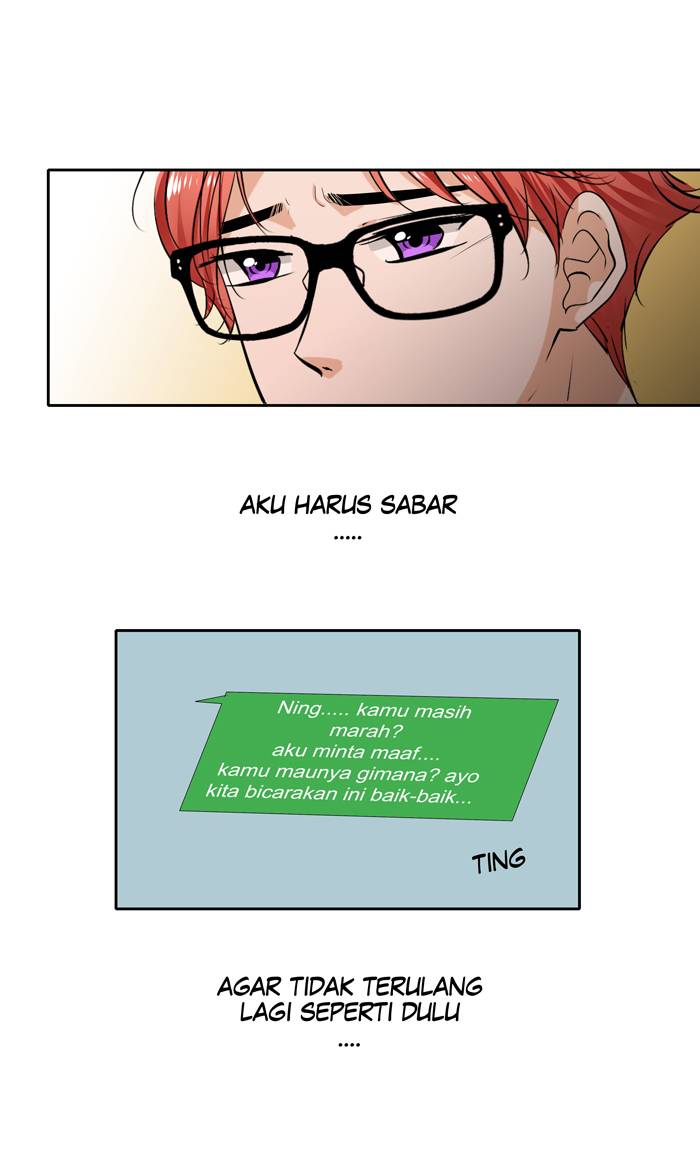 AKU HARUS SABAR
.....
Ning..... kamu masih
marah?
aku minta maaf....
kamu maunya gimana? ayo
kita bicarakan ini baik-baik...
TING
AGAR TIDAK TERULANG
LAGI SEPERTI DULU
....